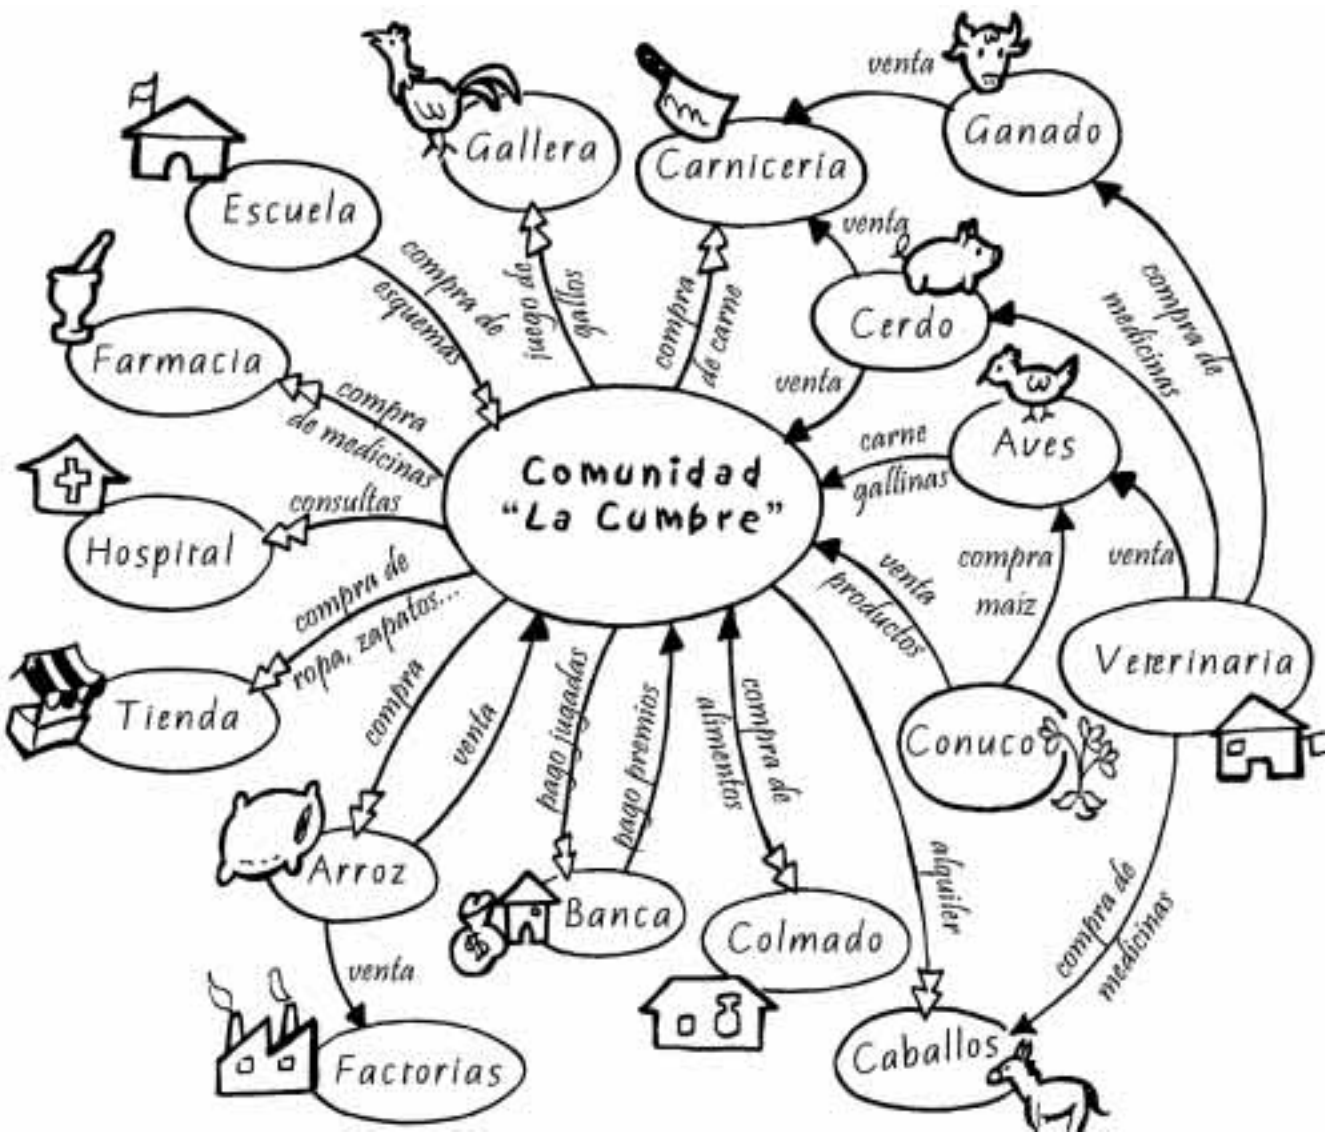 venta
Ganado
Gallera
Carnicería
Escuela
venta
compra de
esquemas
juego de
gallos
compra
de carne
Cerdo
compra de
medicinas
Farmacia
compra
de medicinas
venta
carne
gallinas
Aves
Comunidad
"La Cumbre"
Hospital
consultas
compra de
ropa, zapatos...
venta
productos
compra
maíz
venta
Tienda
compra
venta
pago jugadas
pago premios
compra de
alimentos
Conuco
Veterinaria
Arroz
Banca
Colmado
alquiler
compra de
medicinas
venta
Factorias
Caballos
$